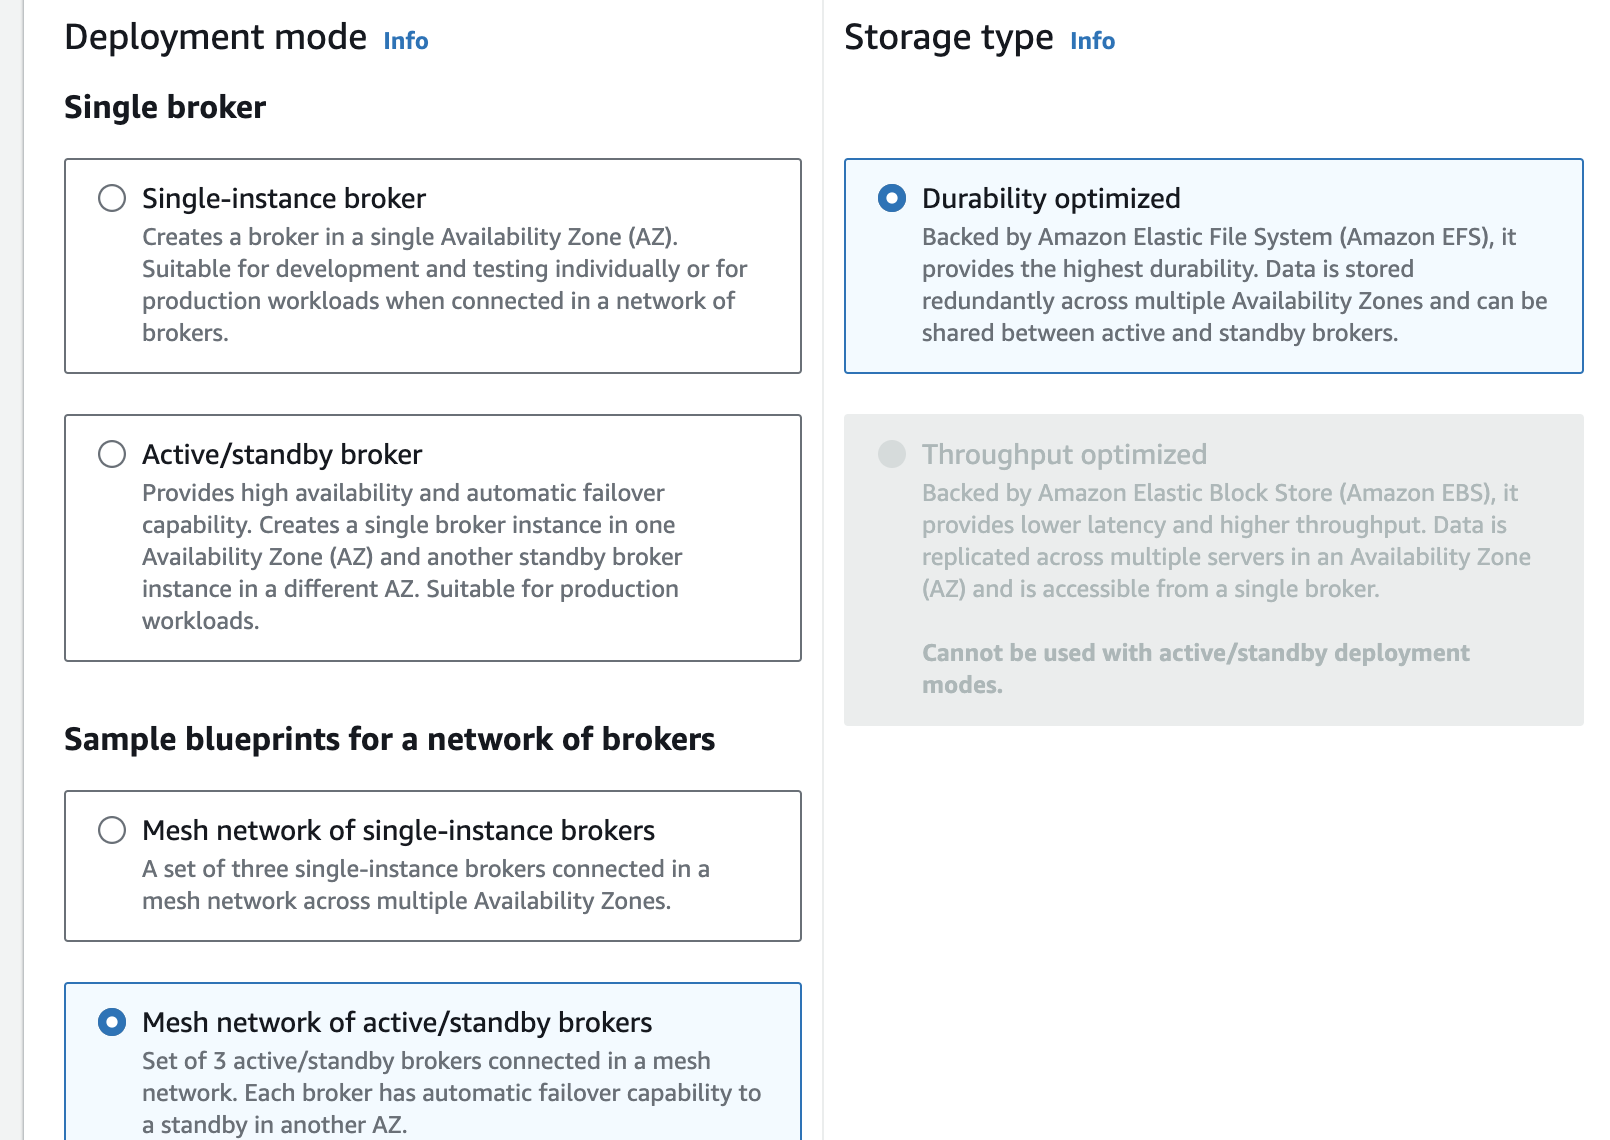 Deployment mode Info
Single broker
Single-instance broker
Creates a broker in a single Availability Zone (AZ).
Suitable for development and testing individually or for
production workloads when connected in a network of
brokers.
Active/standby broker
Provides high availability and automatic failover
capability. Creates a single broker instance in one
Availability Zone (AZ) and another standby broker
instance in a different AZ. Suitable for production
workloads.
Sample blueprints for a network of brokers
Mesh network of single-instance brokers
A set of three single-instance brokers connected in a
mesh network across multiple Availability Zones.
Mesh network of active/standby brokers
Set of 3 active/standby brokers connected in a mesh
network. Each broker has automatic failover capability to
a standby in another AZ.
Storage type Info
Durability optimized
Backed by Amazon Elastic File System (Amazon EFS), it
provides the highest durability. Data is stored
redundantly across multiple Availability Zones and can be
shared between active and standby brokers.
Throughput optimized
Backed by Amazon Elastic Block Store (Amazon EBS), it
provides lower latency and higher throughput. Data is
replicated across multiple servers in an Availability Zone
(AZ) and is accessible from a single broker.
Cannot be used with active/standby deployment
modes.